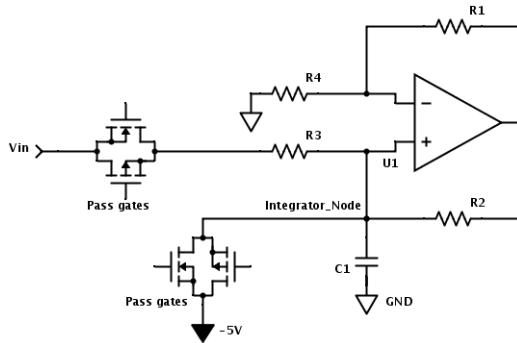 R1
R4
R3
Vin
U1
Pass gates
Integrator_Node
R2
C1
Pass gates
GND
-5V